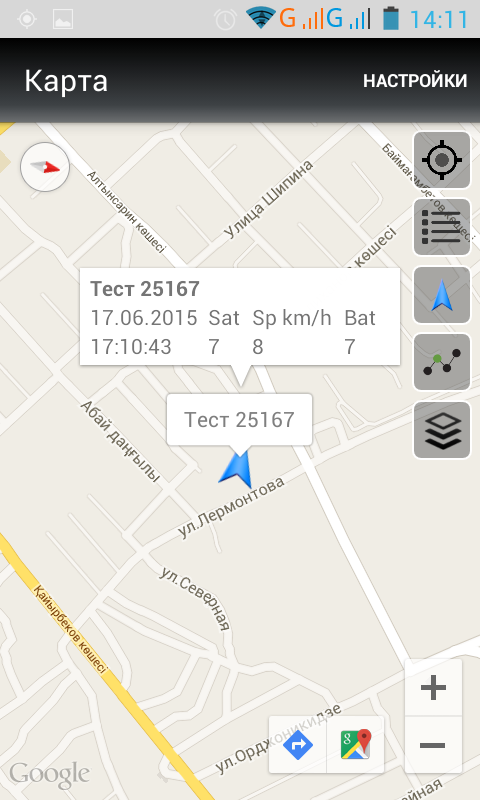 G G 14:11
Карта НАСТРОЙКИ
Алтынсарин көшесі
Улица Шипина
Баймағамбетов көшесі
көшесі
Тест 25167
17.06.2015 Sat Sp km/h Bat
17:10:43 7 8 7
Тест 25167
Абай даңғылы
ул.Лермонтова
ул.Северная
Қайырбеков көшесі
ул.Орджоникидзе
Google